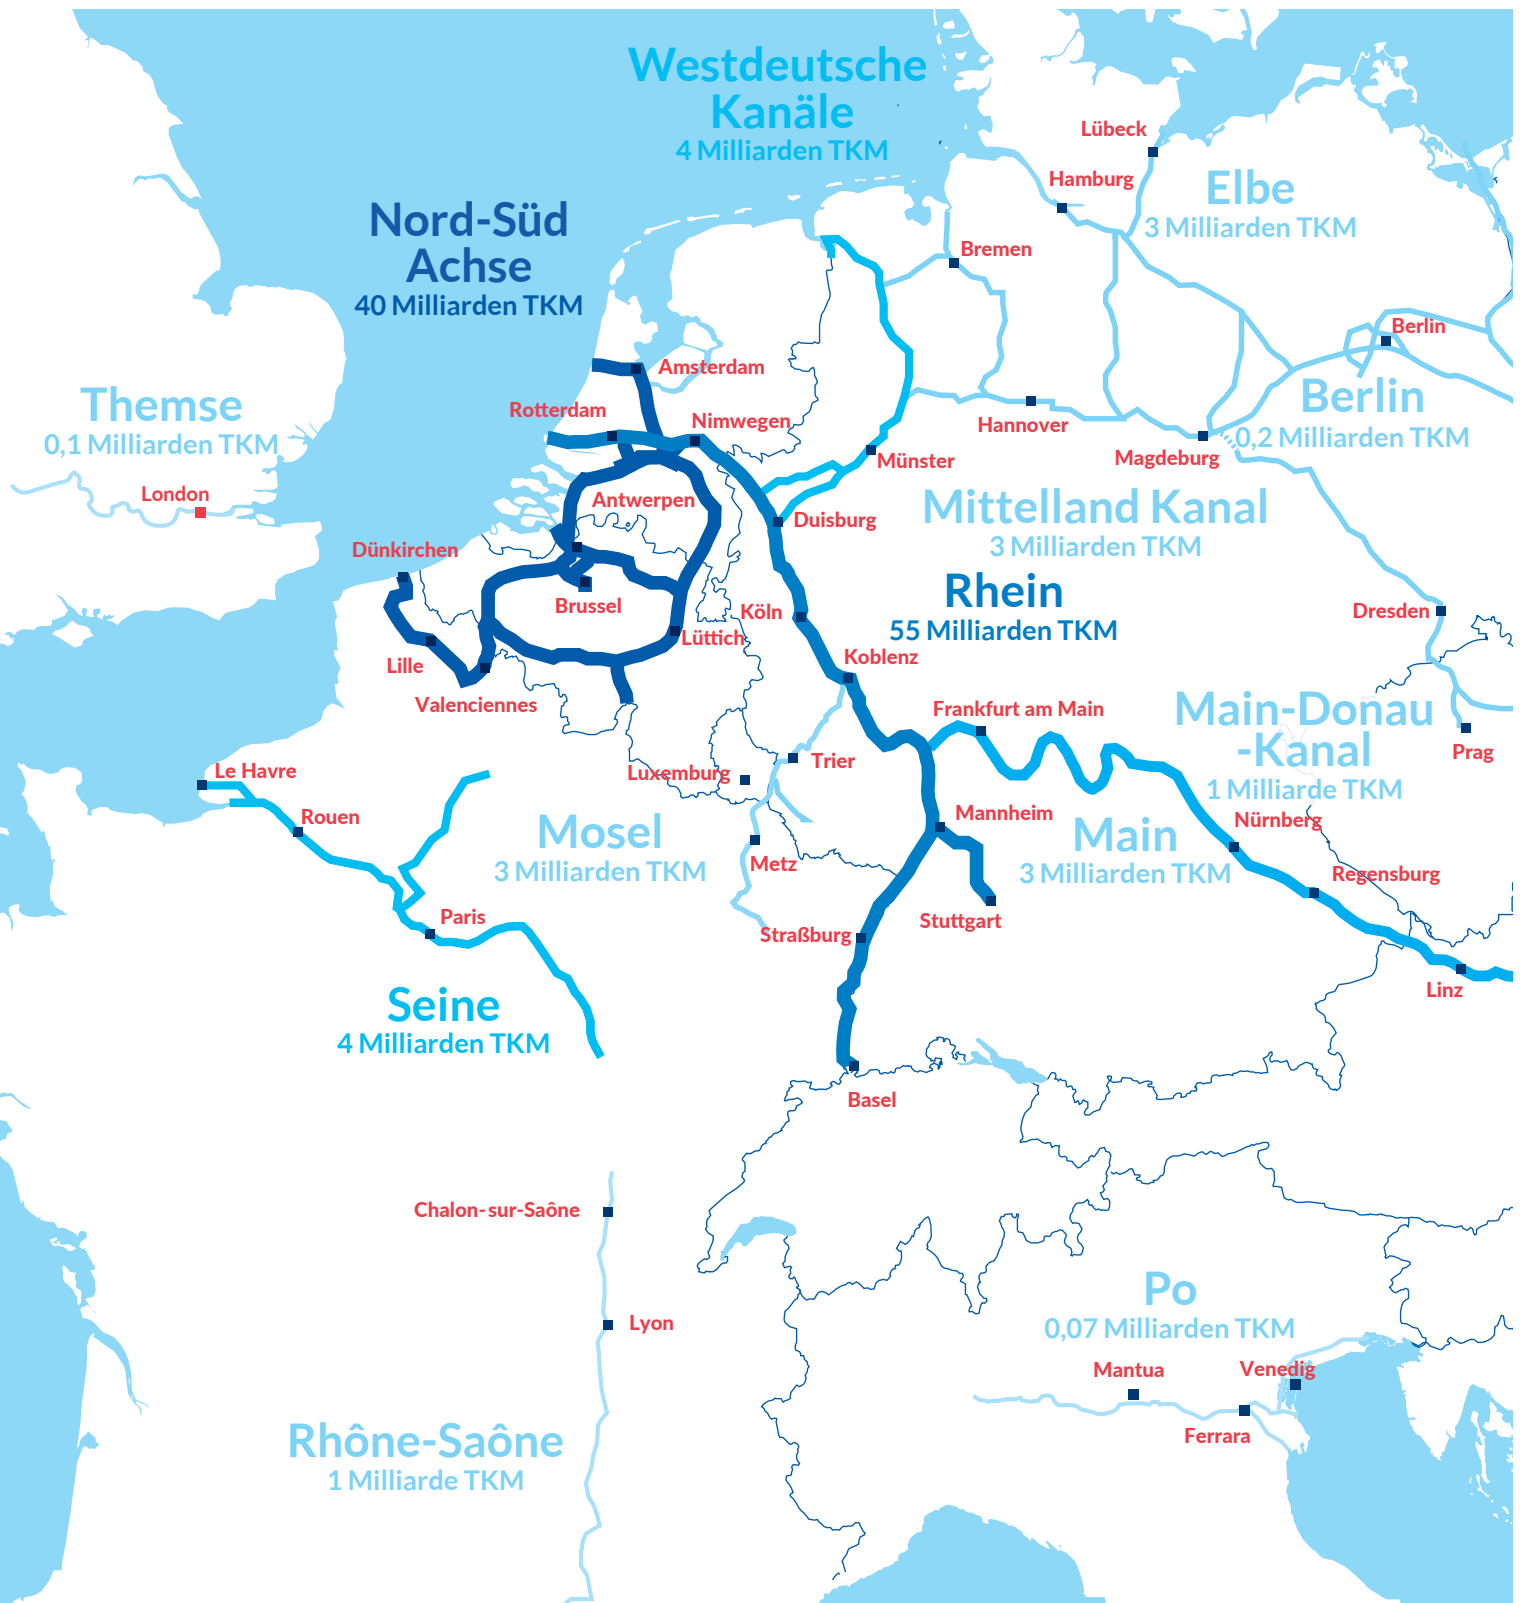 Westdeutsche
Kanäle
4 Milliarden TKM
Lübeck
Hamburg
Elbe
3 Milliarden TKM
Nord-Süd
Achse
40 Milliarden TKM
Bremen
Berlin
Amsterdam
Themse
0,1 Milliarden TKM
Berlin
0,2 Milliarden TKM
Rotterdam
Nimwegen
Hannover
Magdeburg
Münster
London
Antwerpen
Duisburg
Mittelland Kanal
3 Milliarden TKM
Dünkirchen
Rhein
55 Milliarden TKM
Brussel
Köln
Dresden
Lüttich
Lille
Koblenz
Valenciennes
Frankfurt am Main
Main-Donau
-Kanal
1 Milliarde TKM
Prag
Le Havre
Luxemburg
Trier
Rouen
Mosel
3 Milliarden TKM
Mannheim
Main
3 Milliarden TKM
Nürnberg
Metz
Regensburg
Paris
Straßburg
Stuttgart
Linz
Seine
4 Milliarden TKM
Basel
Chalon-sur-Saône
Lyon
Po
0,07 Milliarden TKM
Mantua
Venedig
Ferrara
Rhône-Saône
1 Milliarde TKM